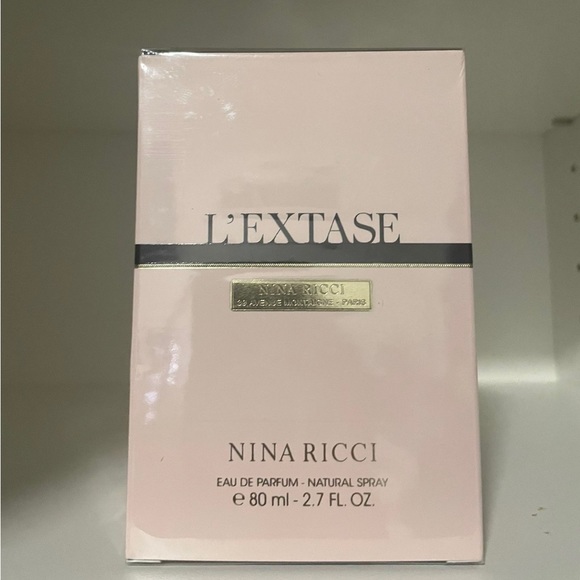 L'EXTASE
NINA RICCI
39 AVENUE MONTAIGNE - PARIS
NINA RICCI
EAU DE PARFUM - NATURAL SPRAY
℮ 80 ml - 2.7 FL. OZ.